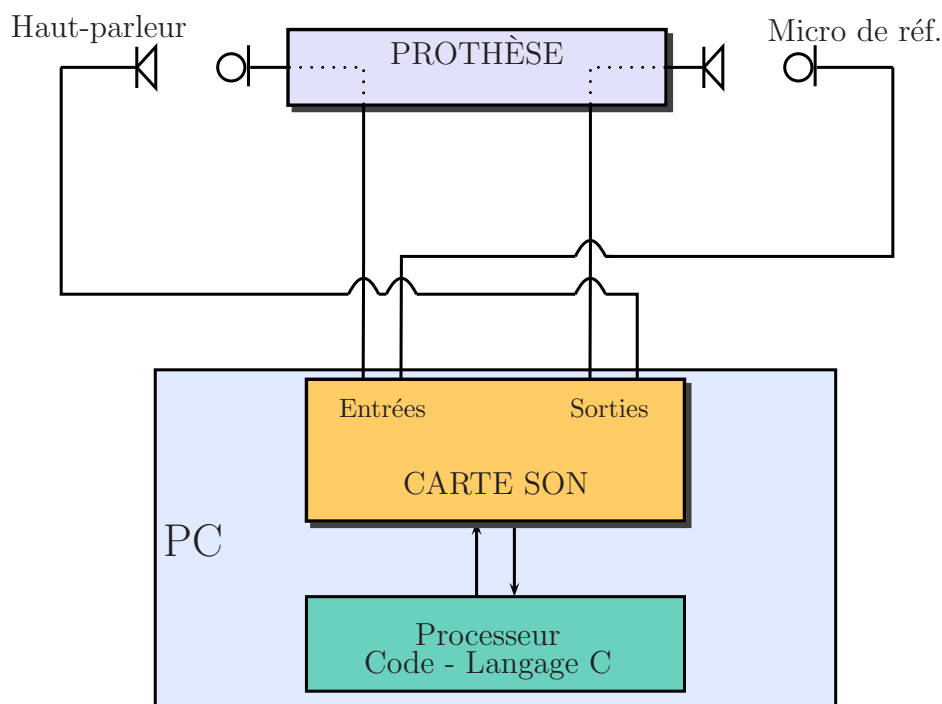 Haut-parleur
PROTHÈSE
Micro de réf.
Entrées
Sorties
CARTE SON
PC
Processeur
Code - Langage C